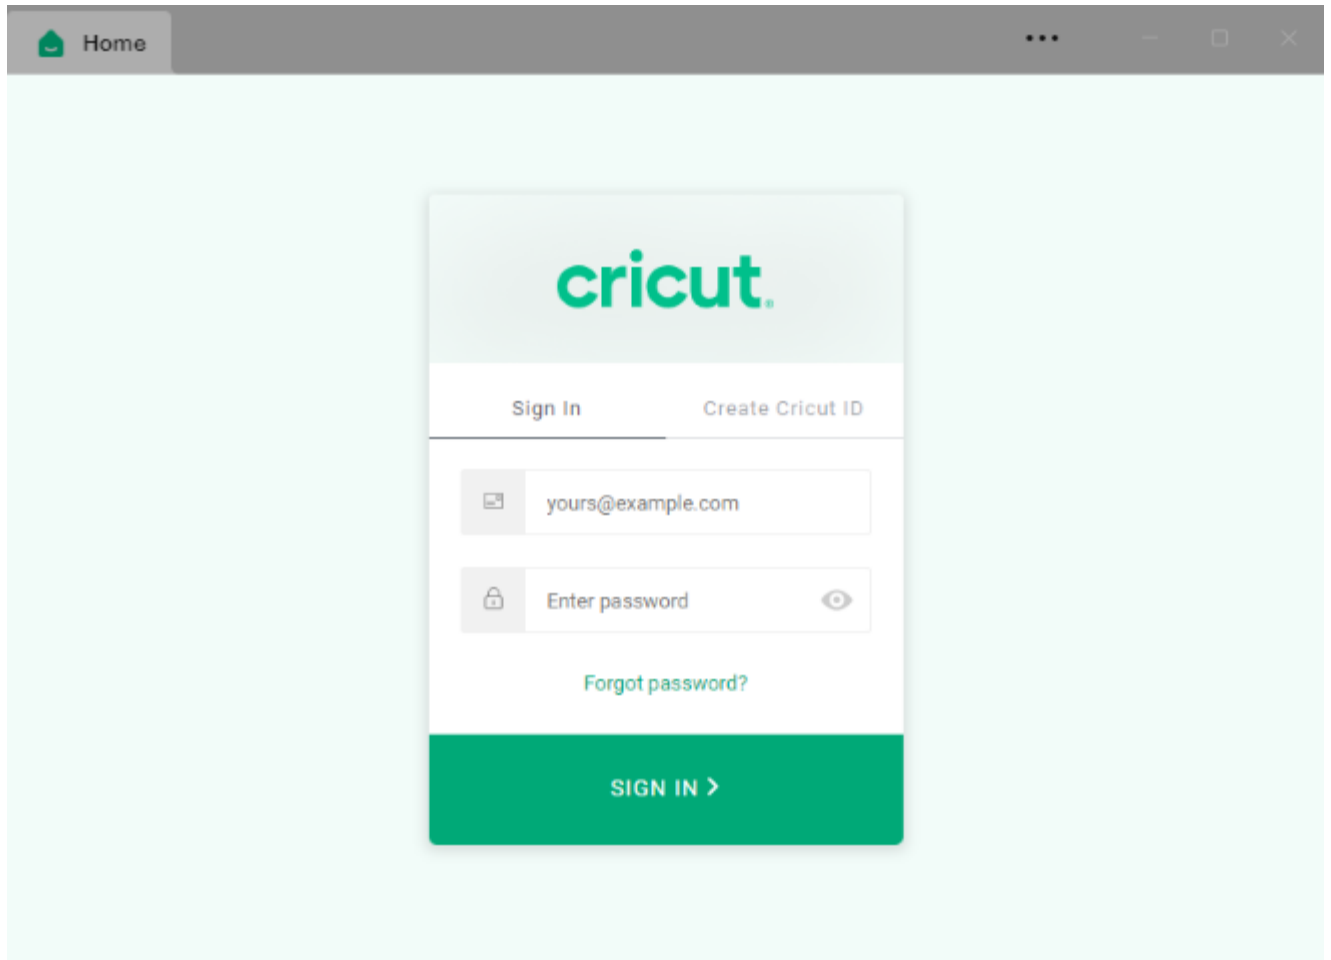 Home
cricut®
Sign In
Create Cricut ID
yours@example.com
Enter password
Forgot password?
SIGN IN